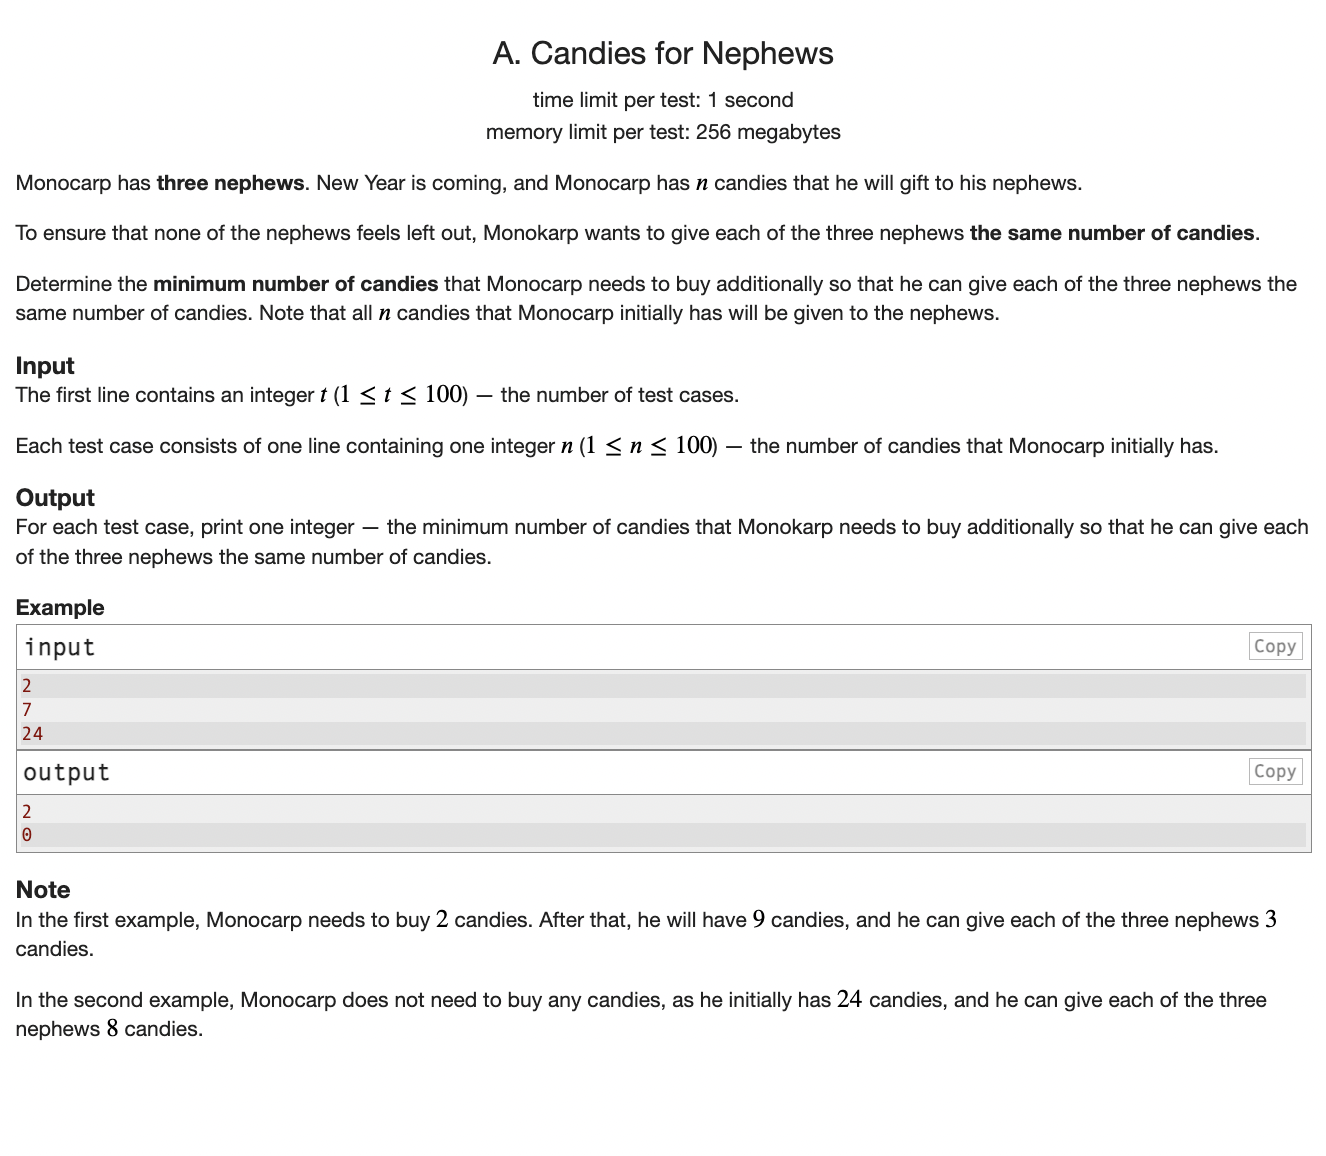 A. Candies for Nephews
time limit per test: 1 second
memory limit per test: 256 megabytes
Monocarp has three nephews. New Year is coming, and Monocarp has n candies that he will gift to his nephews.
To ensure that none of the nephews feels left out, Monokarp wants to give each of the three nephews the same number of candies.
Determine the minimum number of candies that Monocarp needs to buy additionally so that he can give each of the three nephews the
same number of candies. Note that all n candies that Monocarp initially has will be given to the nephews.
Input
The first line contains an integer t (1 ≤ t ≤ 100) — the number of test cases.
Each test case consists of one line containing one integer n (1 ≤ n ≤ 100) — the number of candies that Monocarp initially has.
Output
For each test case, print one integer — the minimum number of candies that Monokarp needs to buy additionally so that he can give each
of the three nephews the same number of candies.
Example
input Copy
2
7
24
output Copy
2
0
Note
In the first example, Monocarp needs to buy 2 candies. After that, he will have 9 candies, and he can give each of the three nephews 3
candies.
In the second example, Monocarp does not need to buy any candies, as he initially has 24 candies, and he can give each of the three
nephews 8 candies.